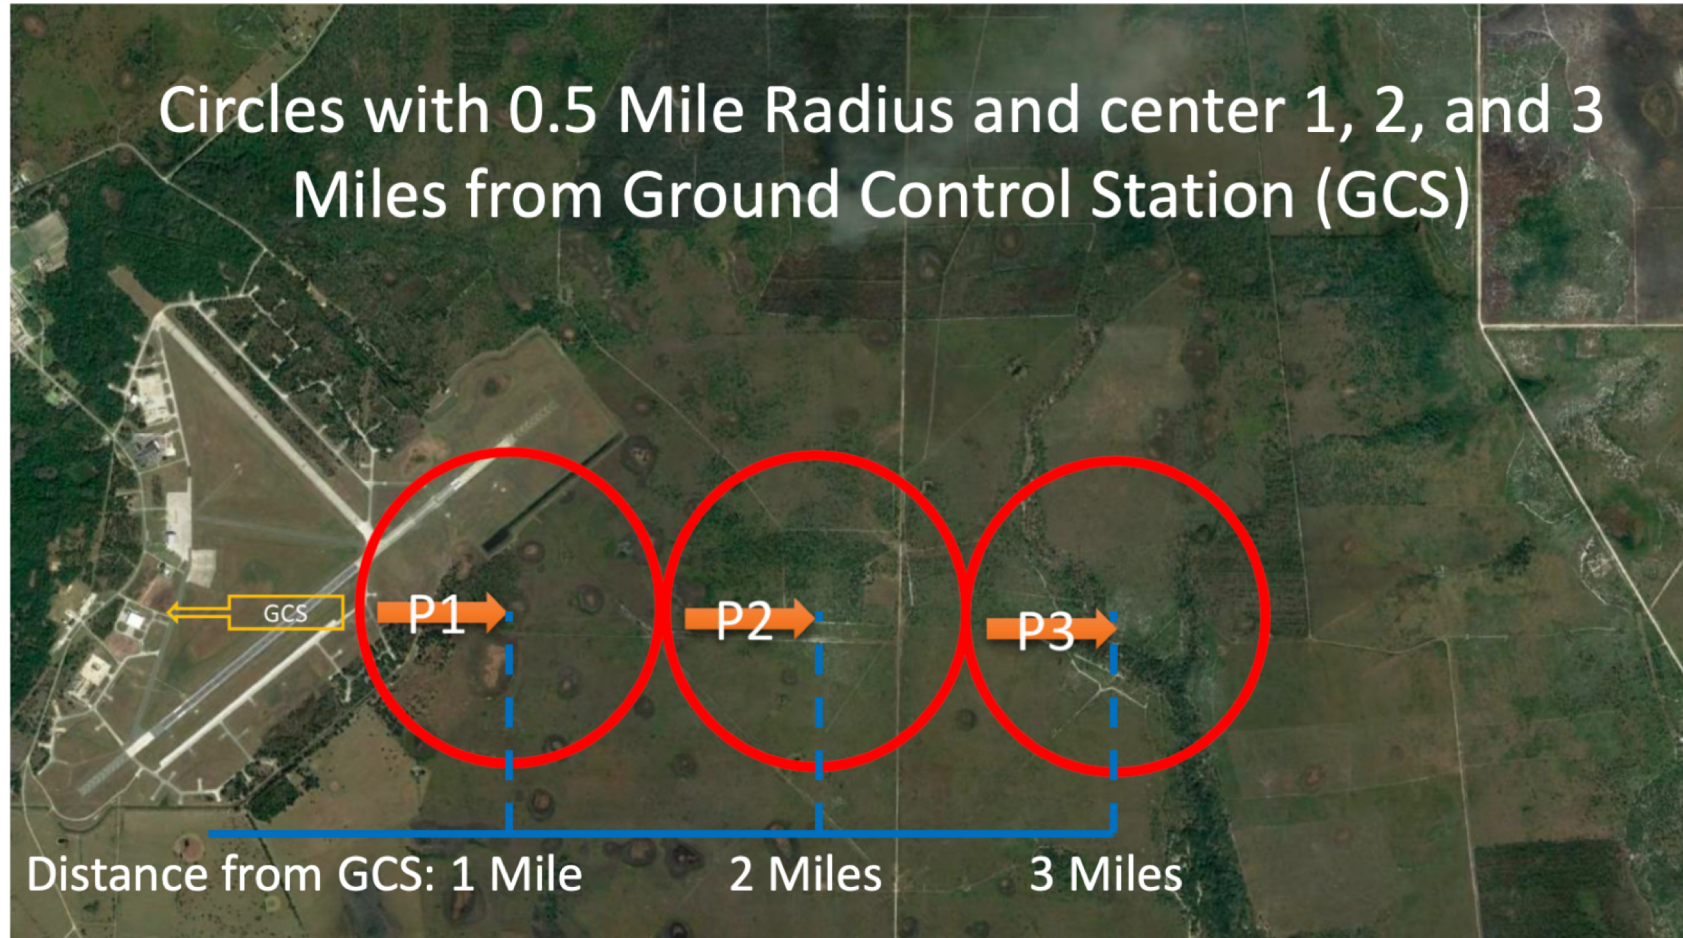 Circles with 0.5 Mile Radius and center 1, 2, and 3
Miles from Ground Control Station (GCS)
GCS
P1
P2
P3
Distance from GCS: 1 Mile
2 Miles
3 Miles